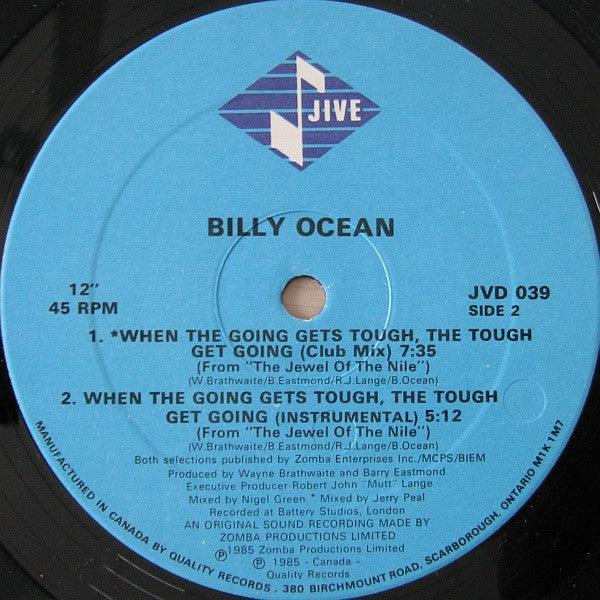 JIVE
BILLY OCEAN
12"
45 RPM
JVD 039
SIDE 2
1. *WHEN THE GOING GETS TOUGH, THE TOUGH
GET GOING (Club Mix) 7:35
(From "The Jewel Of The Nile")
(W.Brathwaite/B.Eastmond/R.J.Lange/B.Ocean)
2. WHEN THE GOING GETS TOUGH, THE TOUGH
GET GOING (INSTRUMENTAL) 5:12
(From "The Jewel Of The Nile")
(W.Brathwaite/B.Eastmond/R.J.Lange/B.Ocean)
Both selections published by Zomba Enterprises Inc./MCPS/BIEM
Produced by Wayne Brathwaite and Barry Eastmond
Executive Producer Robert John "Mutt" Lange
Mixed by Nigel Green * Mixed by Jerry Peal
Recorded at Battery Studios, London
AN ORIGINAL SOUND RECORDING MADE BY
ZOMBA PRODUCTIONS LIMITED
℗1985 Zomba Productions Limited
℗ 1985 - Canada -
Quality Records
MANUFACTURED IN CANADA BY QUALITY RECORDS . 380 BIRCHMOUNT ROAD, SCARBOROUGH, ONTARIO M1K 1M7